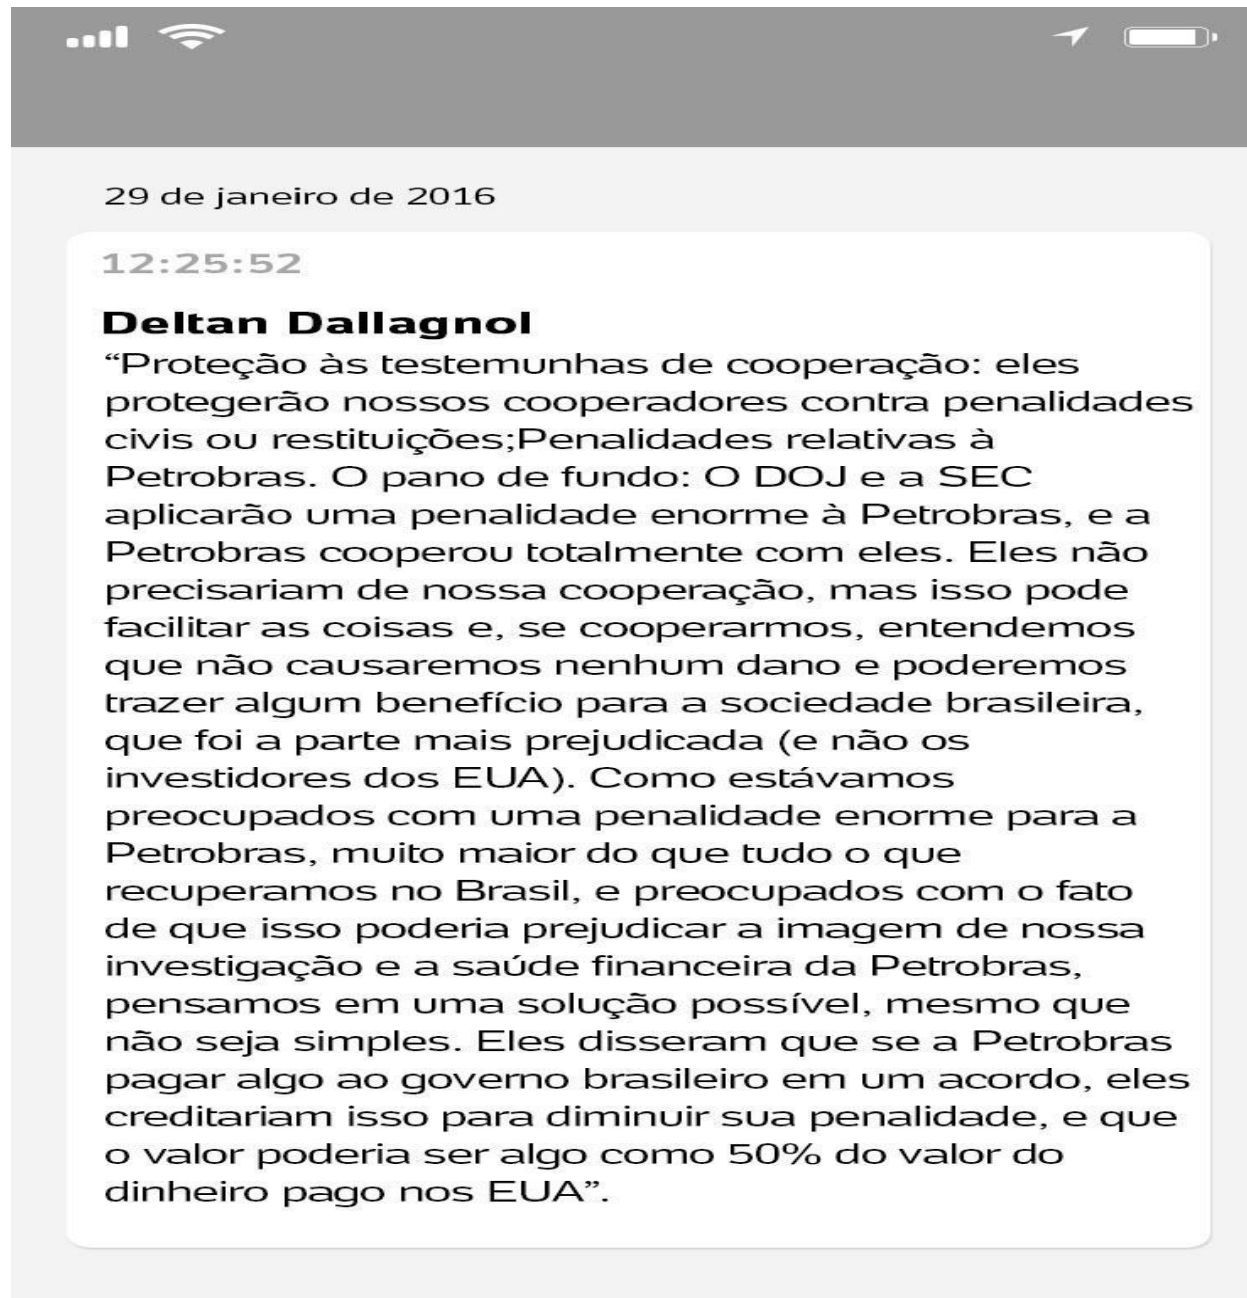 29 de janeiro de 2016
12:25:52
Deltan Dallagnol
“Proteção às testemunhas de cooperação: eles
protegerão nossos cooperadores contra penalidades
civis ou restituições;Penalidades relativas à
Petrobras. O pano de fundo: O DOJ e a SEC
aplicarão uma penalidade enorme à Petrobras, e a
Petrobras cooperou totalmente com eles. Eles não
precisariam de nossa cooperação, mas isso pode
facilitar as coisas e, se cooperarmos, entendemos
que não causaremos nenhum dano e poderemos
trazer algum benefício para a sociedade brasileira,
que foi a parte mais prejudicada (e não os
investidores dos EUA). Como estávamos
preocupados com uma penalidade enorme para a
Petrobras, muito maior do que tudo o que
recuperamos no Brasil, e preocupados com o fato
de que isso poderia prejudicar a imagem de nossa
investigação e a saúde financeira da Petrobras,
pensamos em uma solução possível, mesmo que
não seja simples. Eles disseram que se a Petrobras
pagar algo ao governo brasileiro em um acordo, eles
creditariam isso para diminuir sua penalidade, e que
o valor poderia ser algo como 50% do valor do
dinheiro pago nos EUA”.